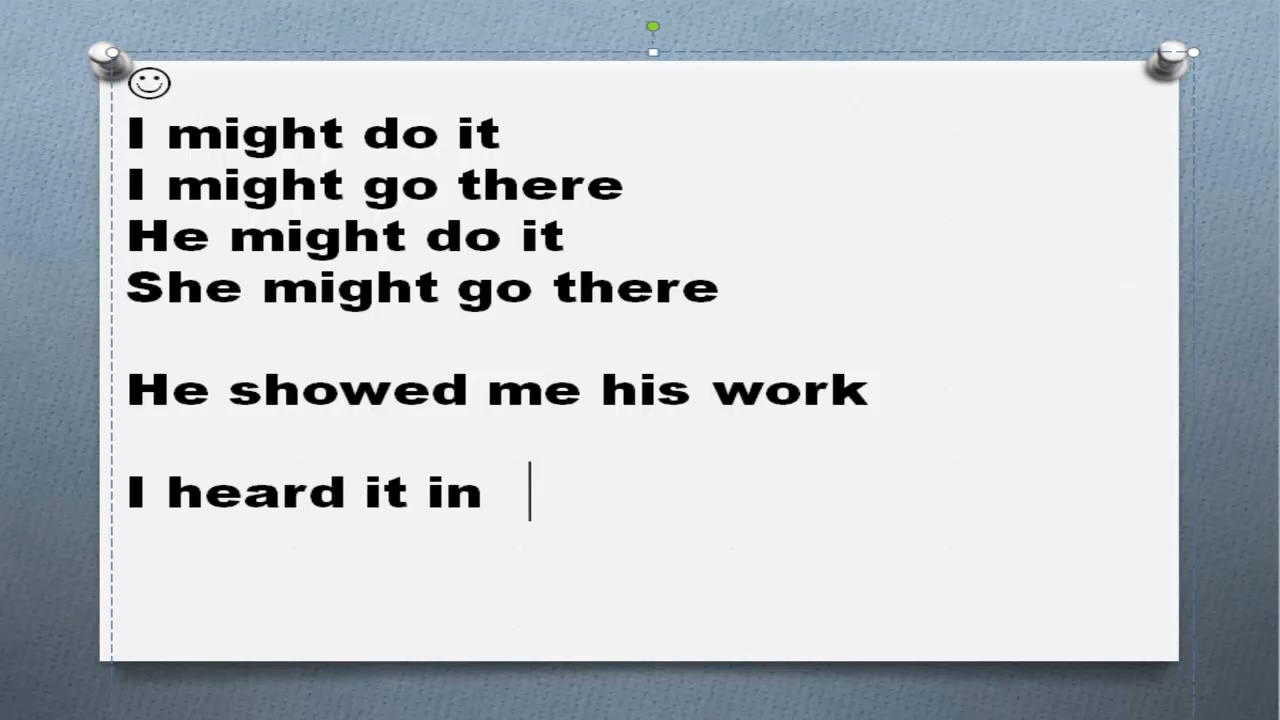 I might do it
I might go there
He might do it
She might go there
He showed me his work
I heard it in